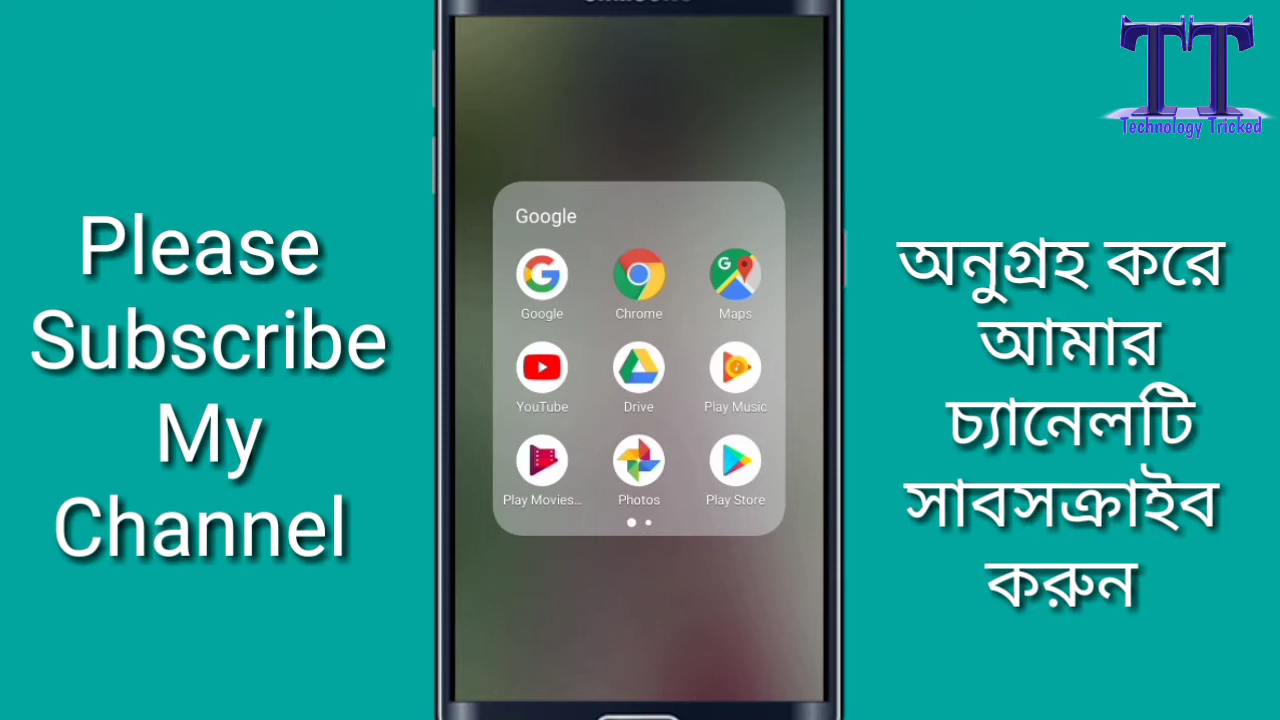 Please
Subscribe
My
Channel
Google
Google
Chrome
Maps
YouTube
Drive
Play Music
Play Movies...
Photos
Play Store
TT
Technology Tricked
অনুগ্রহ করে
আমার
চ্যানেলটি
সাবসক্রাইব
করুন